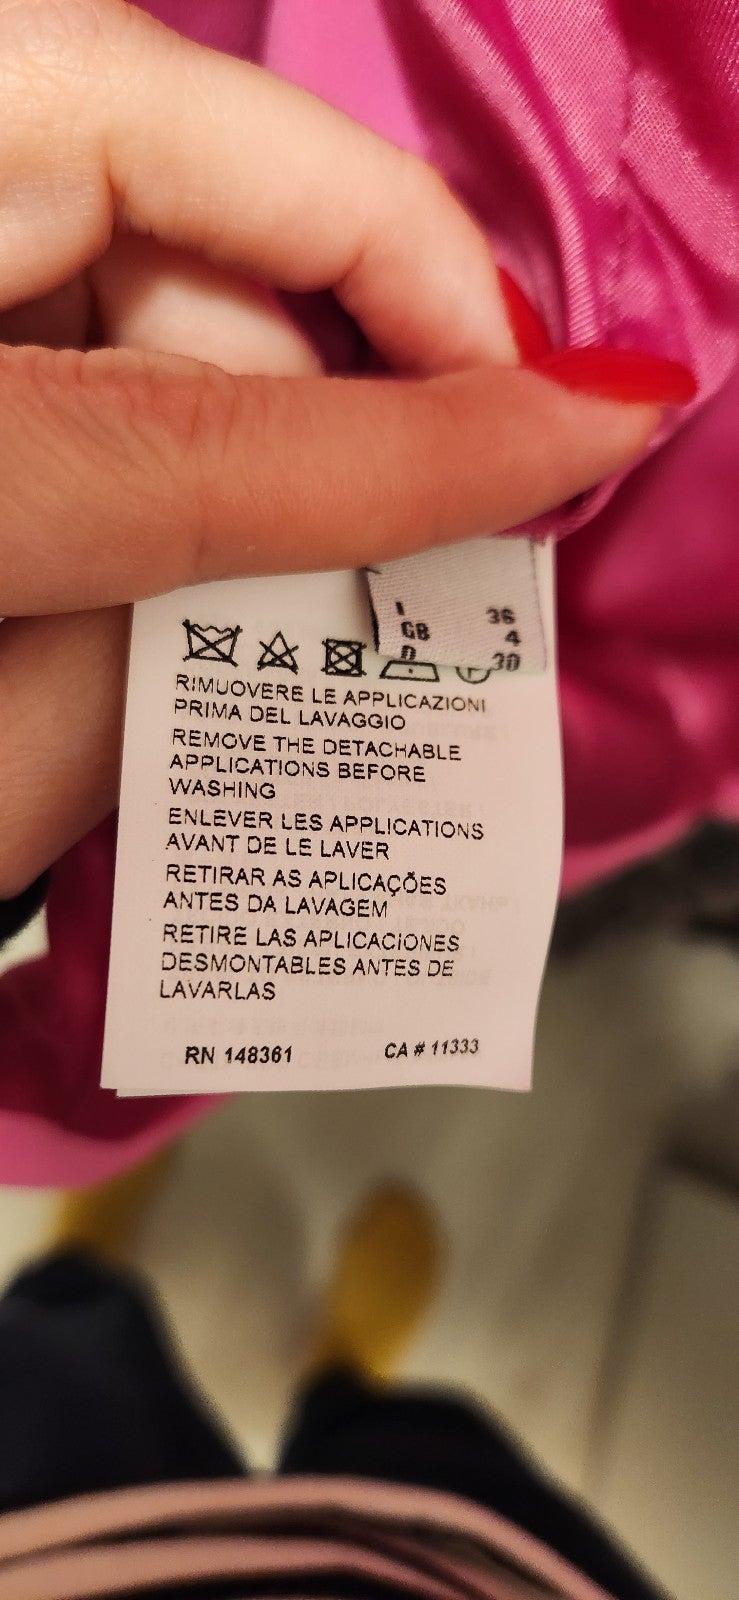 I 36
GB 4
D 30
RIMUOVERE LE APPLICAZIONI
PRIMA DEL LAVAGGIO
REMOVE THE DETACHABLE
APPLICATIONS BEFORE
WASHING
ENLEVER LES APPLICATIONS
AVANT DE LE LAVER
RETIRAR AS APLICAÇÕES
ANTES DA LAVAGEM
RETIRE LAS APLICACIONES
DESMONTABLES ANTES DE
LAVARLAS
RN 148361 CA # 11333